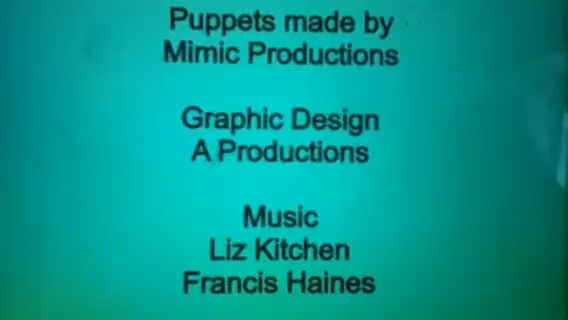 Puppets made by
Mimic Productions
Graphic Design
A Productions
Music
Liz Kitchen
Francis Haines